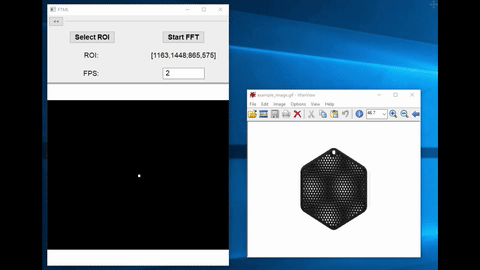 FTML
Select ROI
Start FFT
ROI:
[1163,1448;865,575]
FPS:
2
example_image.gif - IrfanView
File Edit Image Options View Help
46.7